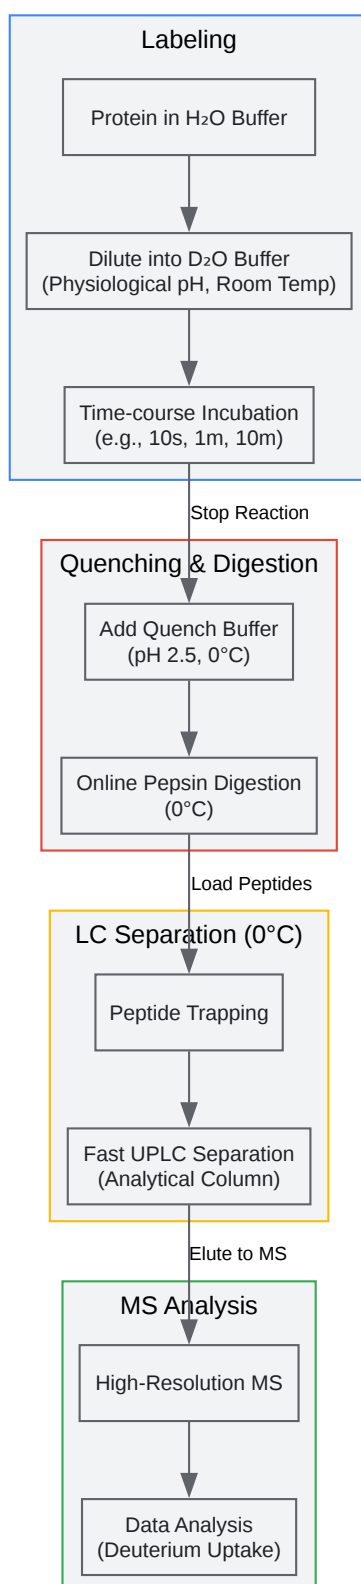 Labeling
Protein in H₂O Buffer
Dilute into D₂O Buffer
(Physiological pH, Room Temp)
Time-course Incubation
(e.g., 10s, 1m, 10m)
Stop Reaction
Quenching & Digestion
Add Quench Buffer
(pH 2.5, 0°C)
Online Pepsin Digestion
(0°C)
Load Peptides
LC Separation (0°C)
Peptide Trapping
Fast UPLC Separation
(Analytical Column)
Elute to MS
MS Analysis
High-Resolution MS
Data Analysis
(Deuterium Uptake)